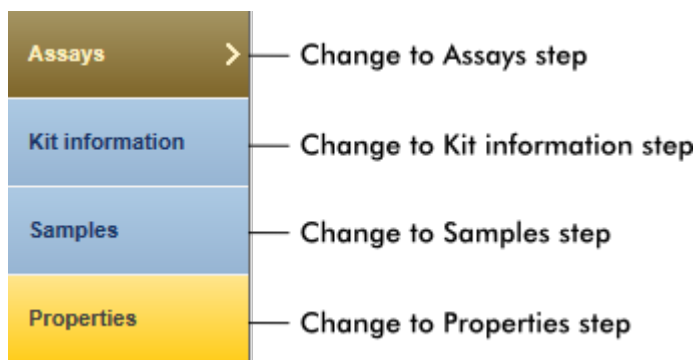 Assays > Change to Assays step
Kit information Change to Kit information step
Samples Change to Samples step
Properties Change to Properties step